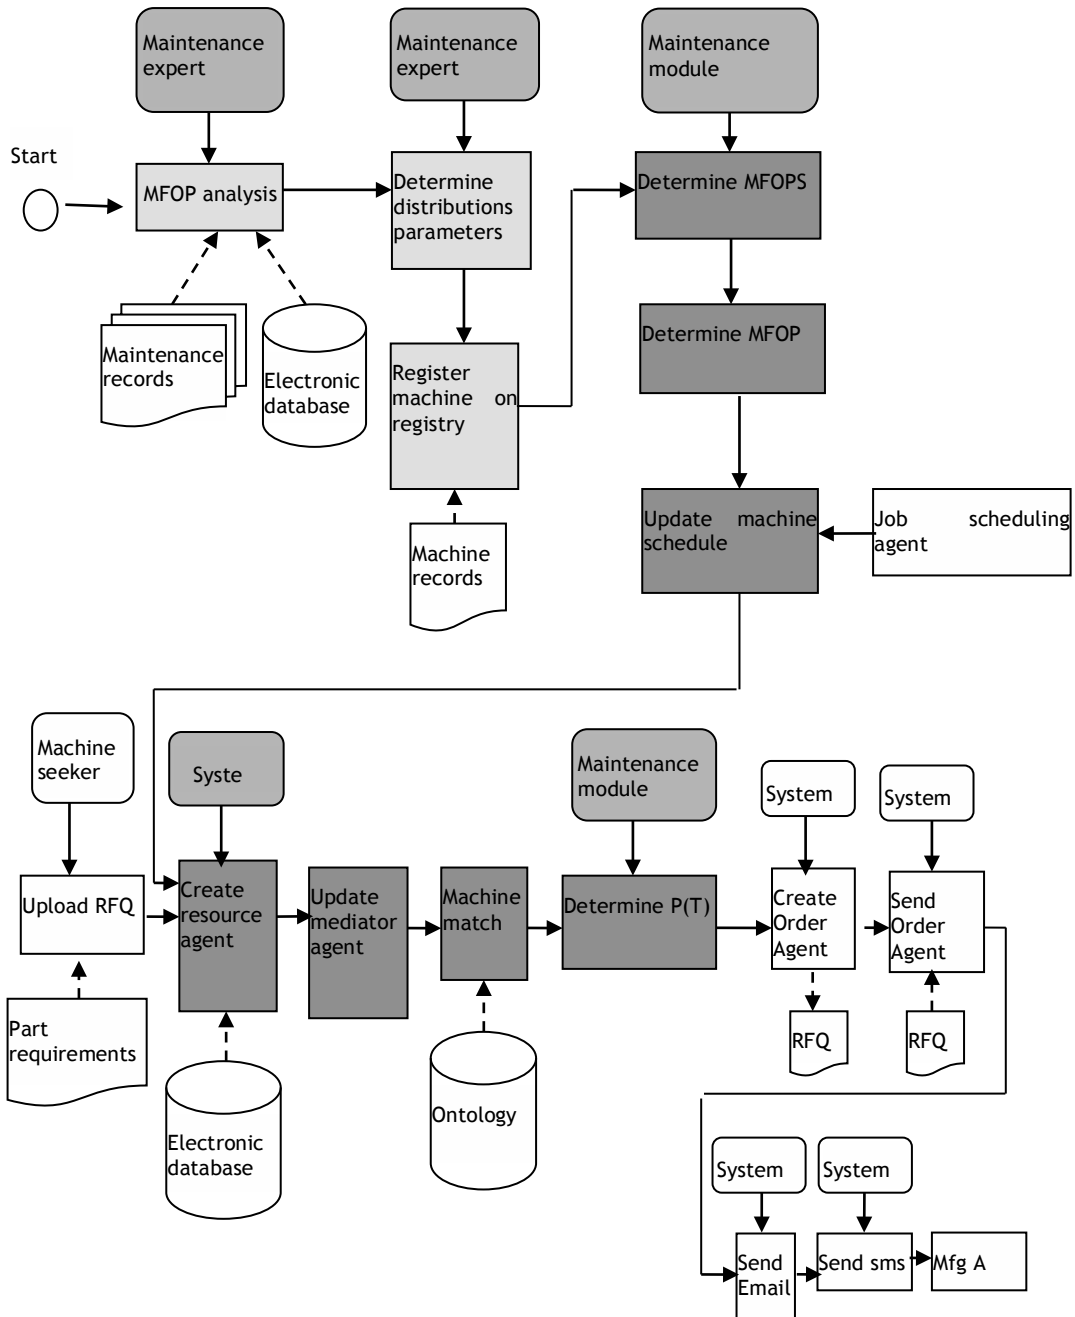 Maintenance
expert
Maintenance
expert
Maintenance
module
Start
MFOP analysis
Determine
distributions
parameters
Determine MFOPS
Maintenance
records
Electronic
database
Register
machine on
registry
Determine MFOP
Machine
records
Update machine
schedule
Job scheduling
agent
Machine
seeker
Syste
Maintenance
module
System
System
Upload RFQ
Create
resource
agent
Update
mediator
agent
Machine
match
Determine P(T)
Create
Order
Agent
Send
Order
Agent
Part
requirements
Electronic
database
Ontology
RFQ
RFQ
System
System
Send
Email
Send sms
Mfg A